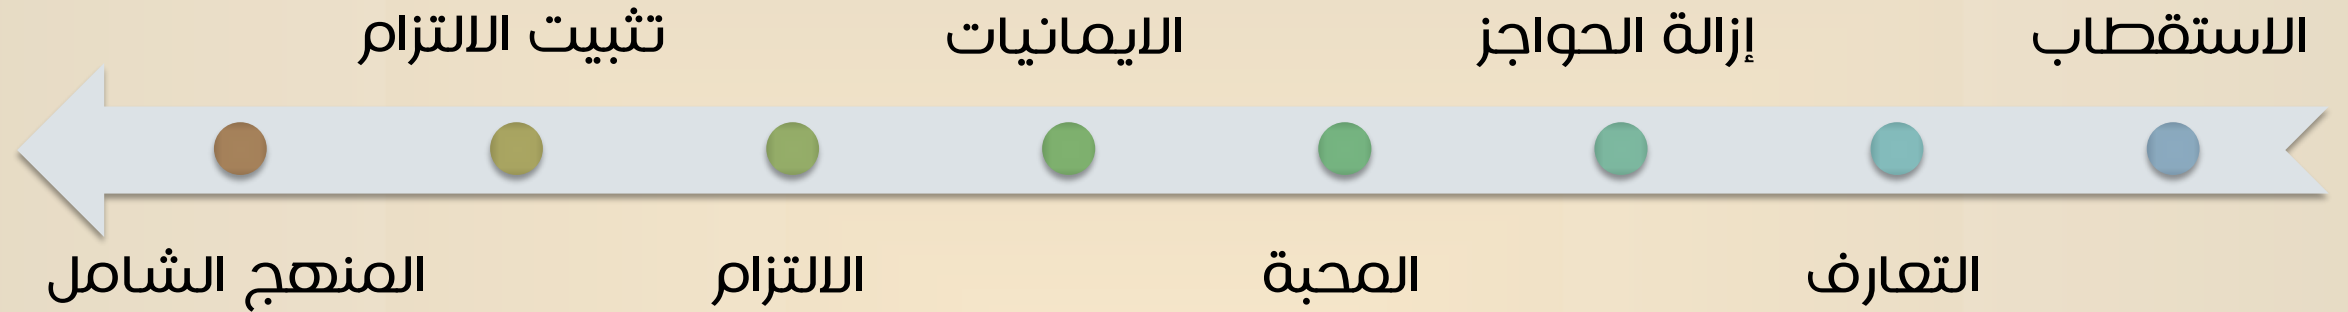 الاستقطاب
التعارف
إزالة الحواجز
المحبة
الايمانيات
الالتزام
تثبيت الالتزام
المنهج الشامل